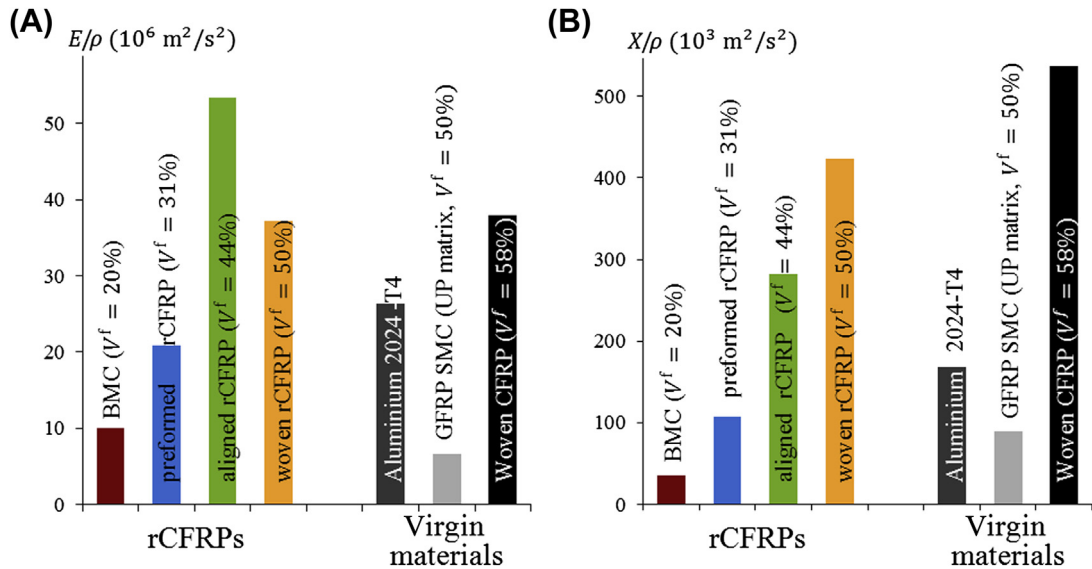 (A)
E/ρ (10⁶ m²/s²)
50
40
30
20
10
0
BMC (Vᶠ = 20%)
preformed rCFRP (Vᶠ = 31%)
aligned rCFRP (Vᶠ = 44%)
woven rCFRP (Vᶠ = 50%)
Aluminium 2024-T4
GFRP SMC (UP matrix, Vᶠ = 50%)
Woven CFRP (Vᶠ = 58%)
rCFRPs
Virgin
materials
(B)
X/ρ (10³ m²/s²)
500
400
300
200
100
0
BMC (Vᶠ = 20%)
preformed rCFRP (Vᶠ = 31%)
aligned rCFRP (Vᶠ = 44%)
woven rCFRP (Vᶠ = 50%)
Aluminium 2024-T4
GFRP SMC (UP matrix, Vᶠ = 50%)
Woven CFRP (Vᶠ = 58%)
rCFRPs
Virgin
materials